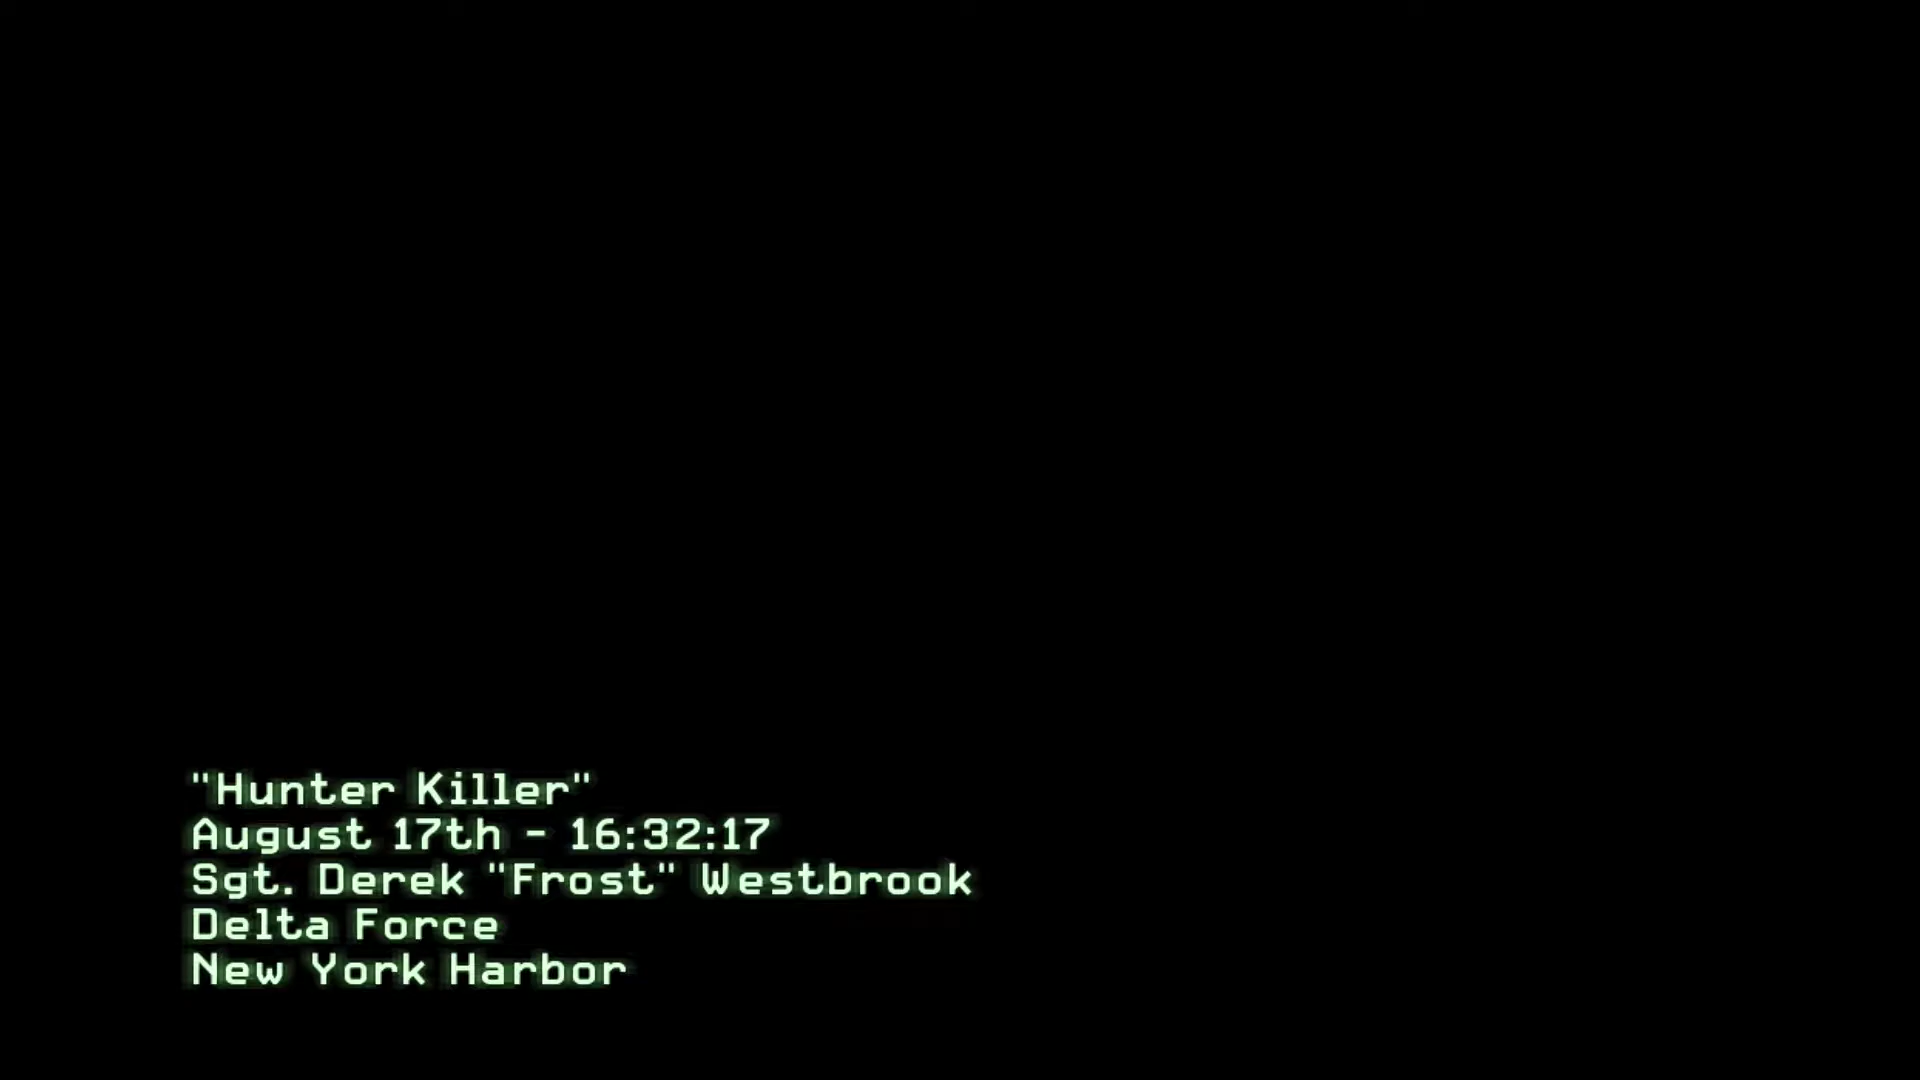 "Hunter Killer"
August 17th - 16:32:17
Sgt. Derek "Frost" Westbrook
Delta Force
New York Harbor